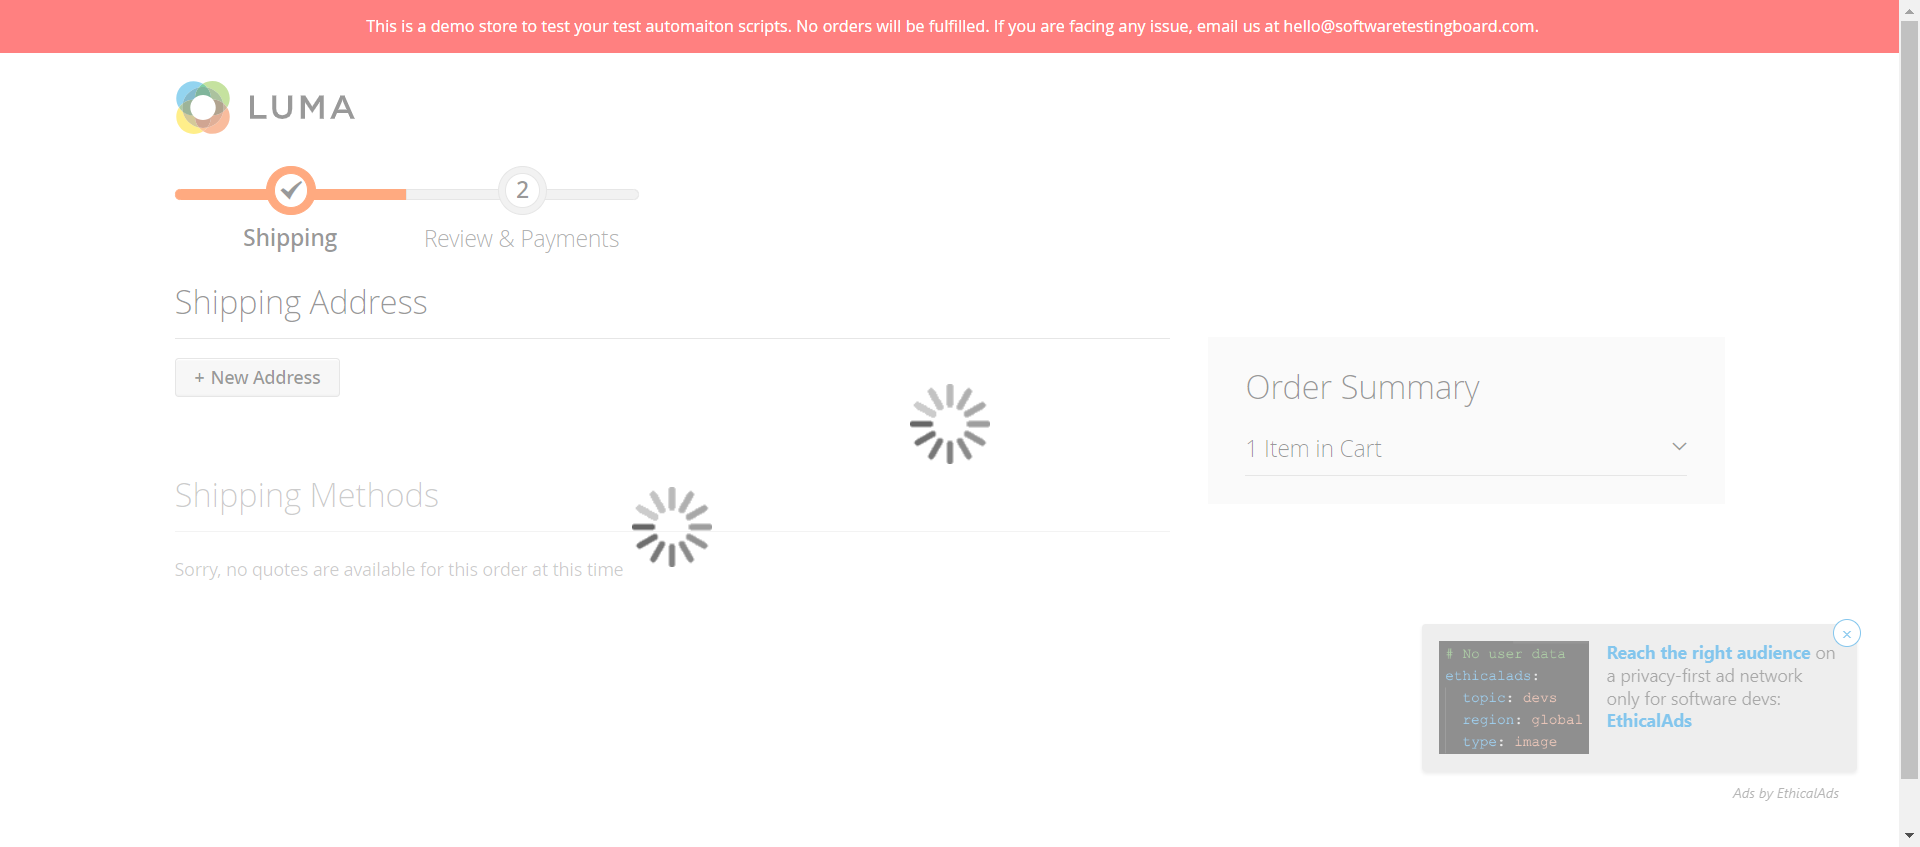 This is a demo store to test your test automaiton scripts. No orders will be fulfilled. If you are facing any issue, email us at hello@softwaretestingboard.com.
LUMA
2
Shipping
Review & Payments
Shipping Address
+ New Address
Order Summary
1 Item in Cart
Shipping Methods
Sorry, no quotes are available for this order at this time
# No user data
ethicalads:
topic: devs
region: global
type: image
Reach the right audience on
a privacy-first ad network
only for software devs:
EthicalAds
×
Ads by EthicalAds